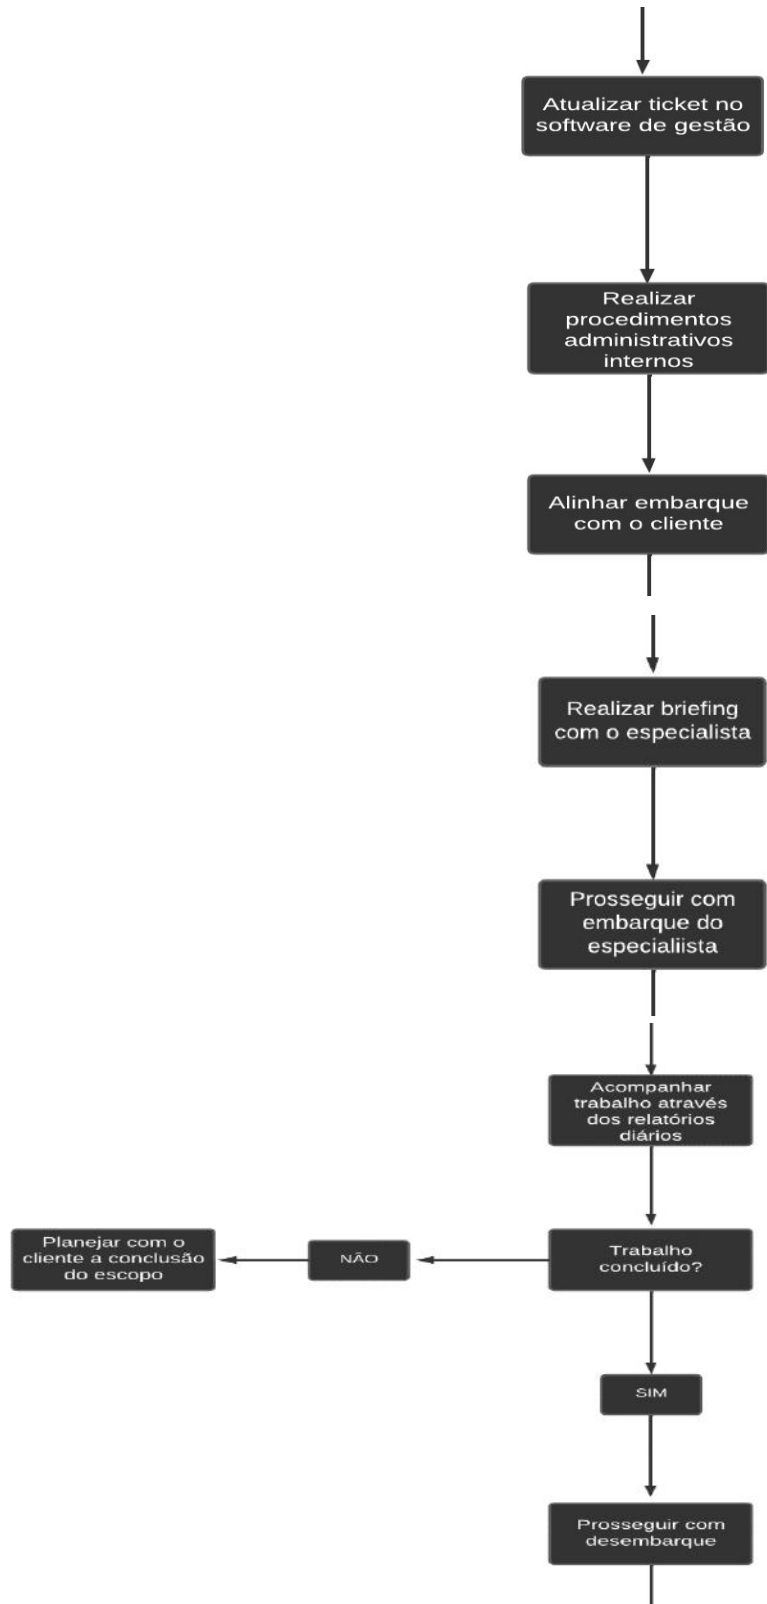 Atualizar ticket no
software de gestão
Realizar
procedimentos
administrativos
internos
Alinhar embarque
com o cliente
Realizar briefing
com o especialista
Prosseguir com
embarque do
especialiista
Acompanhar
trabalho através
dos relatórios
diários
Planejar com o
cliente a conclusão
do escopo
NÃO
Trabalho
concluído?
SIM
Prosseguir com
desembarque